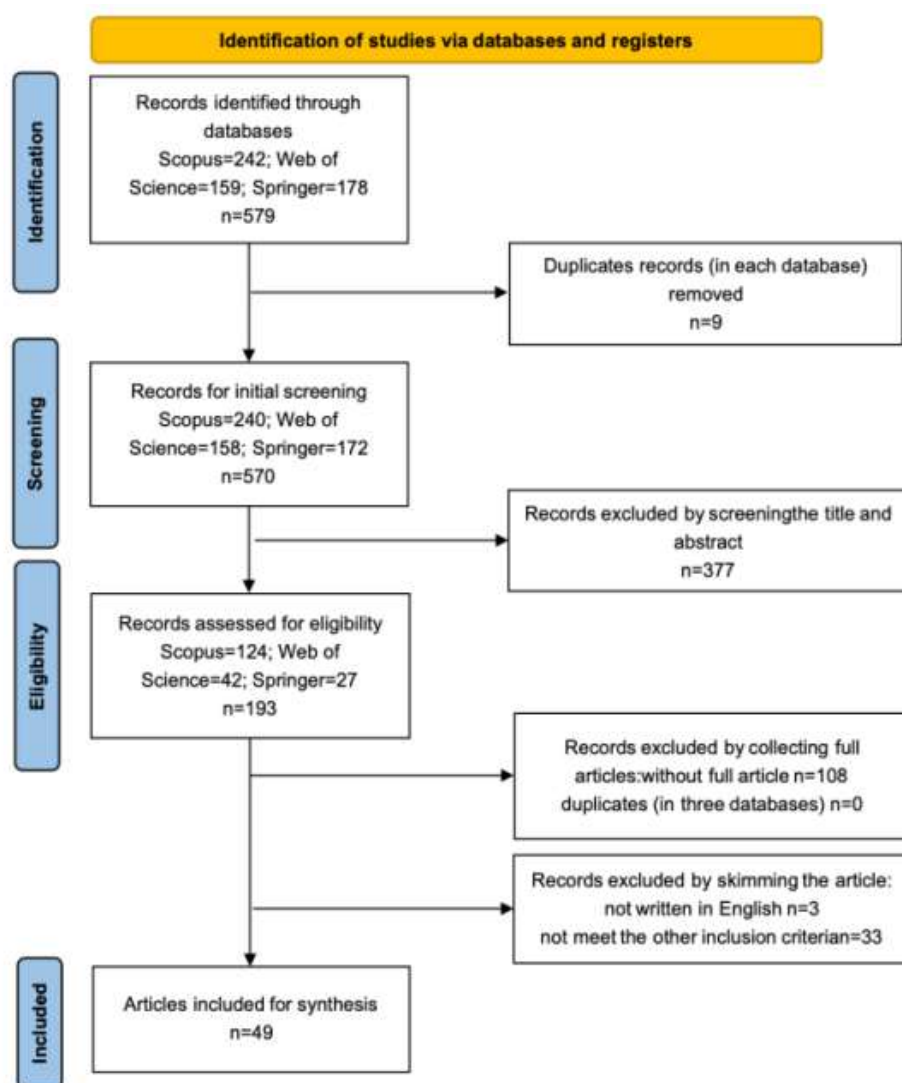 Identification of studies via databases and registers
Identification
Records identified through
databases
Scopus=242; Web of
Science=159; Springer=178
n=579
Duplicates records (in each database)
removed
n=9
Screening
Records for initial screening
Scopus=240; Web of
Science=158; Springer=172
n=570
Records excluded by screeningthe title and
abstract
n=377
Eligibility
Records assessed for eligibility
Scopus=124; Web of
Science=42; Springer=27
n=193
Records excluded by collecting full
articles:without full article n=108
duplicates (in three databases) n=0
Records excluded by skimming the article:
not written in English n=3
not meet the other inclusion criterian=33
Included
Articles included for synthesis
n=49